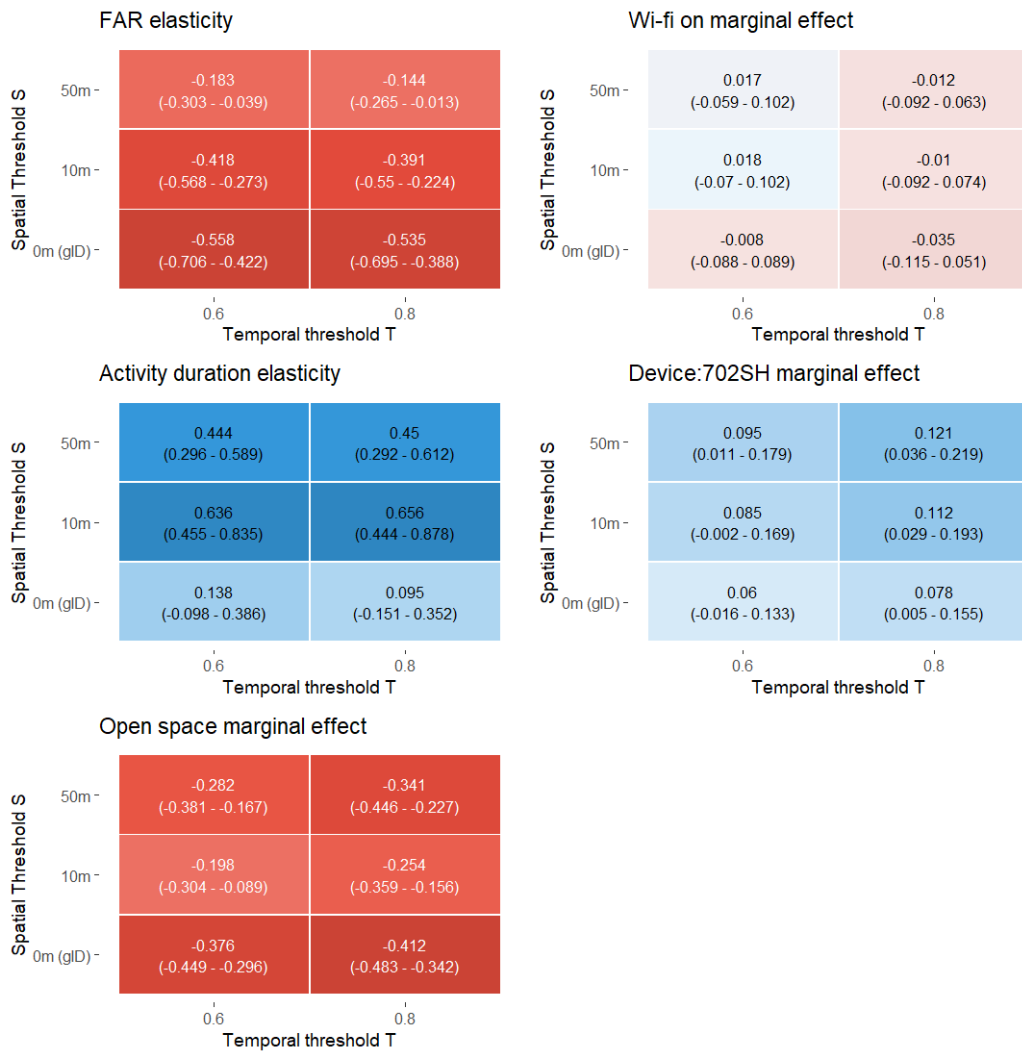 FAR elasticity
Spatial Threshold S
50m
-0.183
(-0.303 - -0.039)
-0.144
(-0.265 - -0.013)
10m
-0.418
(-0.568 - -0.273)
-0.391
(-0.55 - -0.224)
0m (gID)
-0.558
(-0.706 - -0.422)
-0.535
(-0.695 - -0.388)
0.6
0.8
Temporal threshold T
Wi-fi on marginal effect
Spatial Threshold S
50m
0.017
(-0.059 - 0.102)
-0.012
(-0.092 - 0.063)
10m
0.018
(-0.07 - 0.102)
-0.01
(-0.092 - 0.074)
0m (gID)
-0.008
(-0.088 - 0.089)
-0.035
(-0.115 - 0.051)
0.6
0.8
Temporal threshold T
Activity duration elasticity
Spatial Threshold S
50m
0.444
(0.296 - 0.589)
0.45
(0.292 - 0.612)
10m
0.636
(0.455 - 0.835)
0.656
(0.444 - 0.878)
0m (gID)
0.138
(-0.098 - 0.386)
0.095
(-0.151 - 0.352)
0.6
0.8
Temporal threshold T
Device:702SH marginal effect
Spatial Threshold S
50m
0.095
(0.011 - 0.179)
0.121
(0.036 - 0.219)
10m
0.085
(-0.002 - 0.169)
0.112
(0.029 - 0.193)
0m (gID)
0.06
(-0.016 - 0.133)
0.078
(0.005 - 0.155)
0.6
0.8
Temporal threshold T
Open space marginal effect
Spatial Threshold S
50m
-0.282
(-0.381 - -0.167)
-0.341
(-0.446 - -0.227)
10m
-0.198
(-0.304 - -0.089)
-0.254
(-0.359 - -0.156)
0m (gID)
-0.376
(-0.449 - -0.296)
-0.412
(-0.483 - -0.342)
0.6
0.8
Temporal threshold T